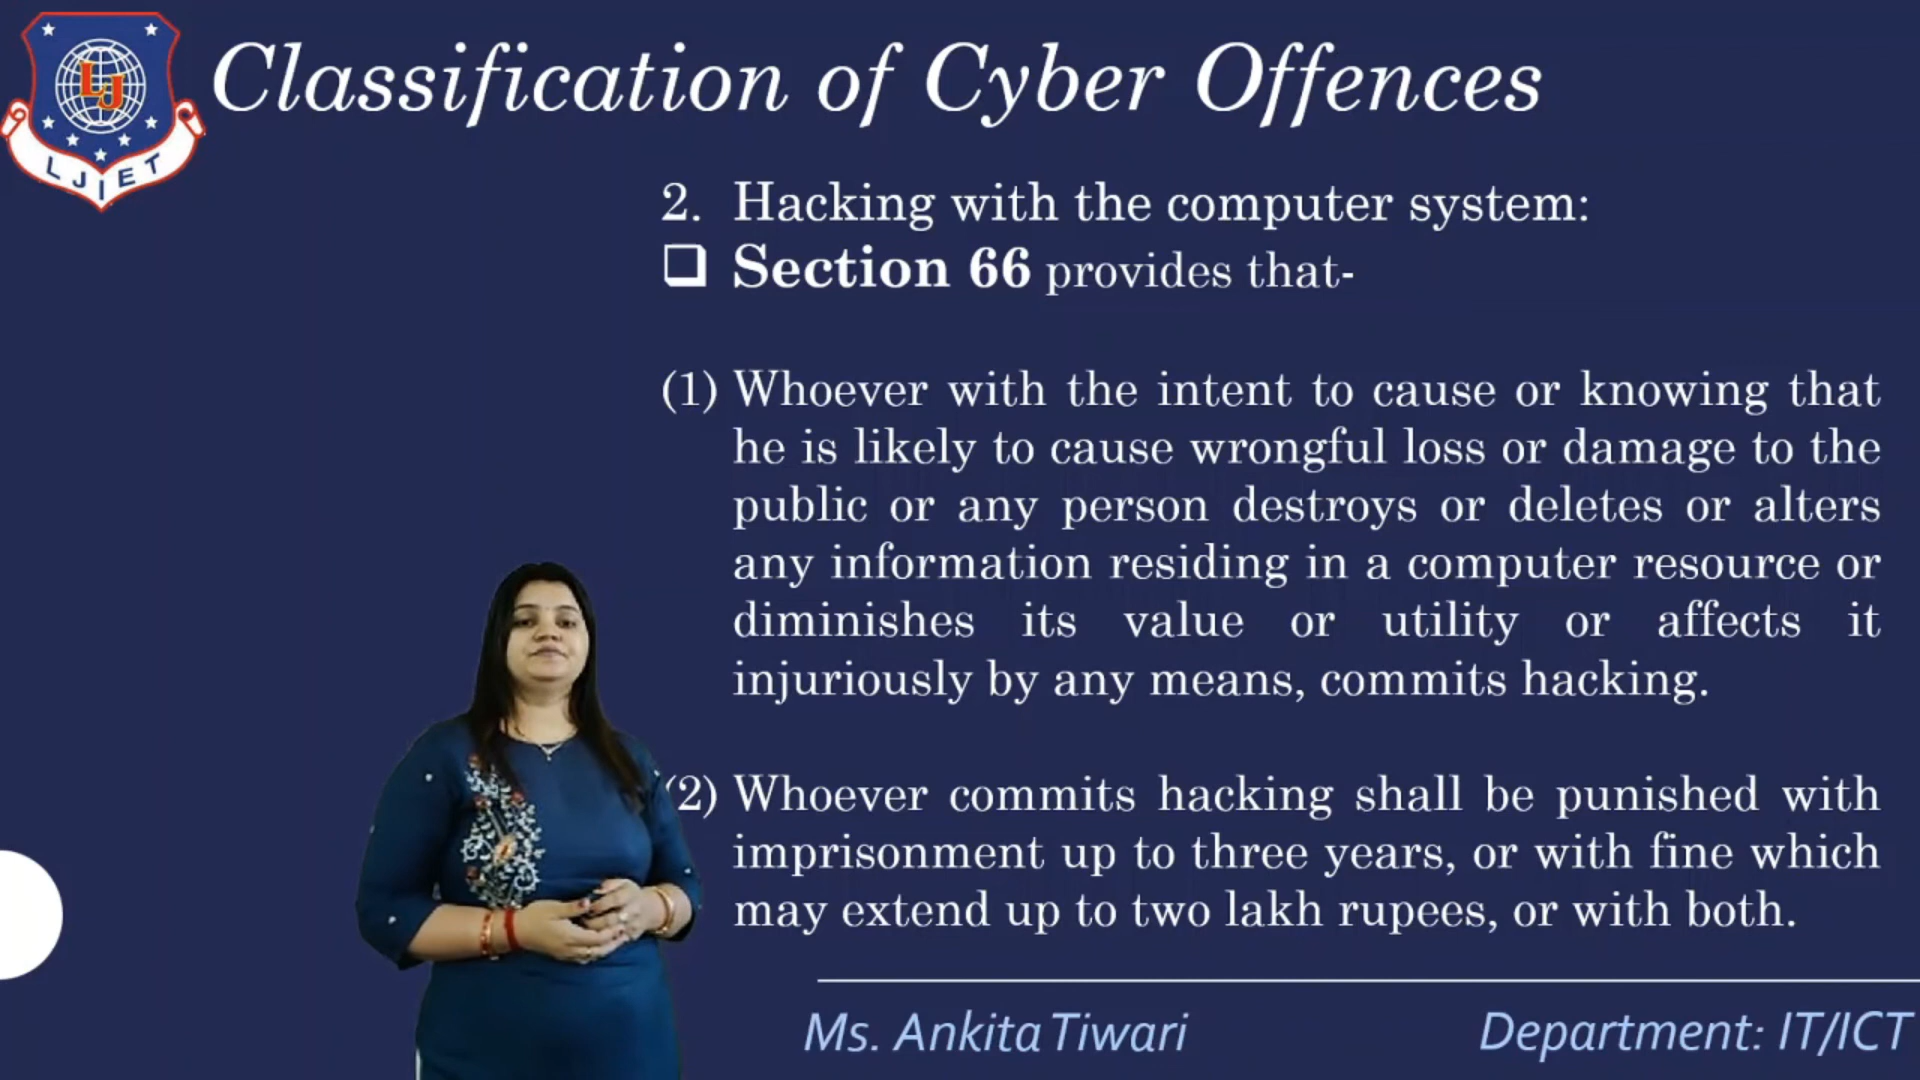 Classification of Cyber Offences
LJ
LJIET
2. Hacking with the computer system:
❑ Section 66 provides that-
(1) Whoever with the intent to cause or knowing that
he is likely to cause wrongful loss or damage to the
public or any person destroys or deletes or alters
any information residing in a computer resource or
diminishes its value or utility or affects it
injuriously by any means, commits hacking.
(2) Whoever commits hacking shall be punished with
imprisonment up to three years, or with fine which
may extend up to two lakh rupees, or with both.
Ms. Ankita Tiwari
Department: IT/ICT